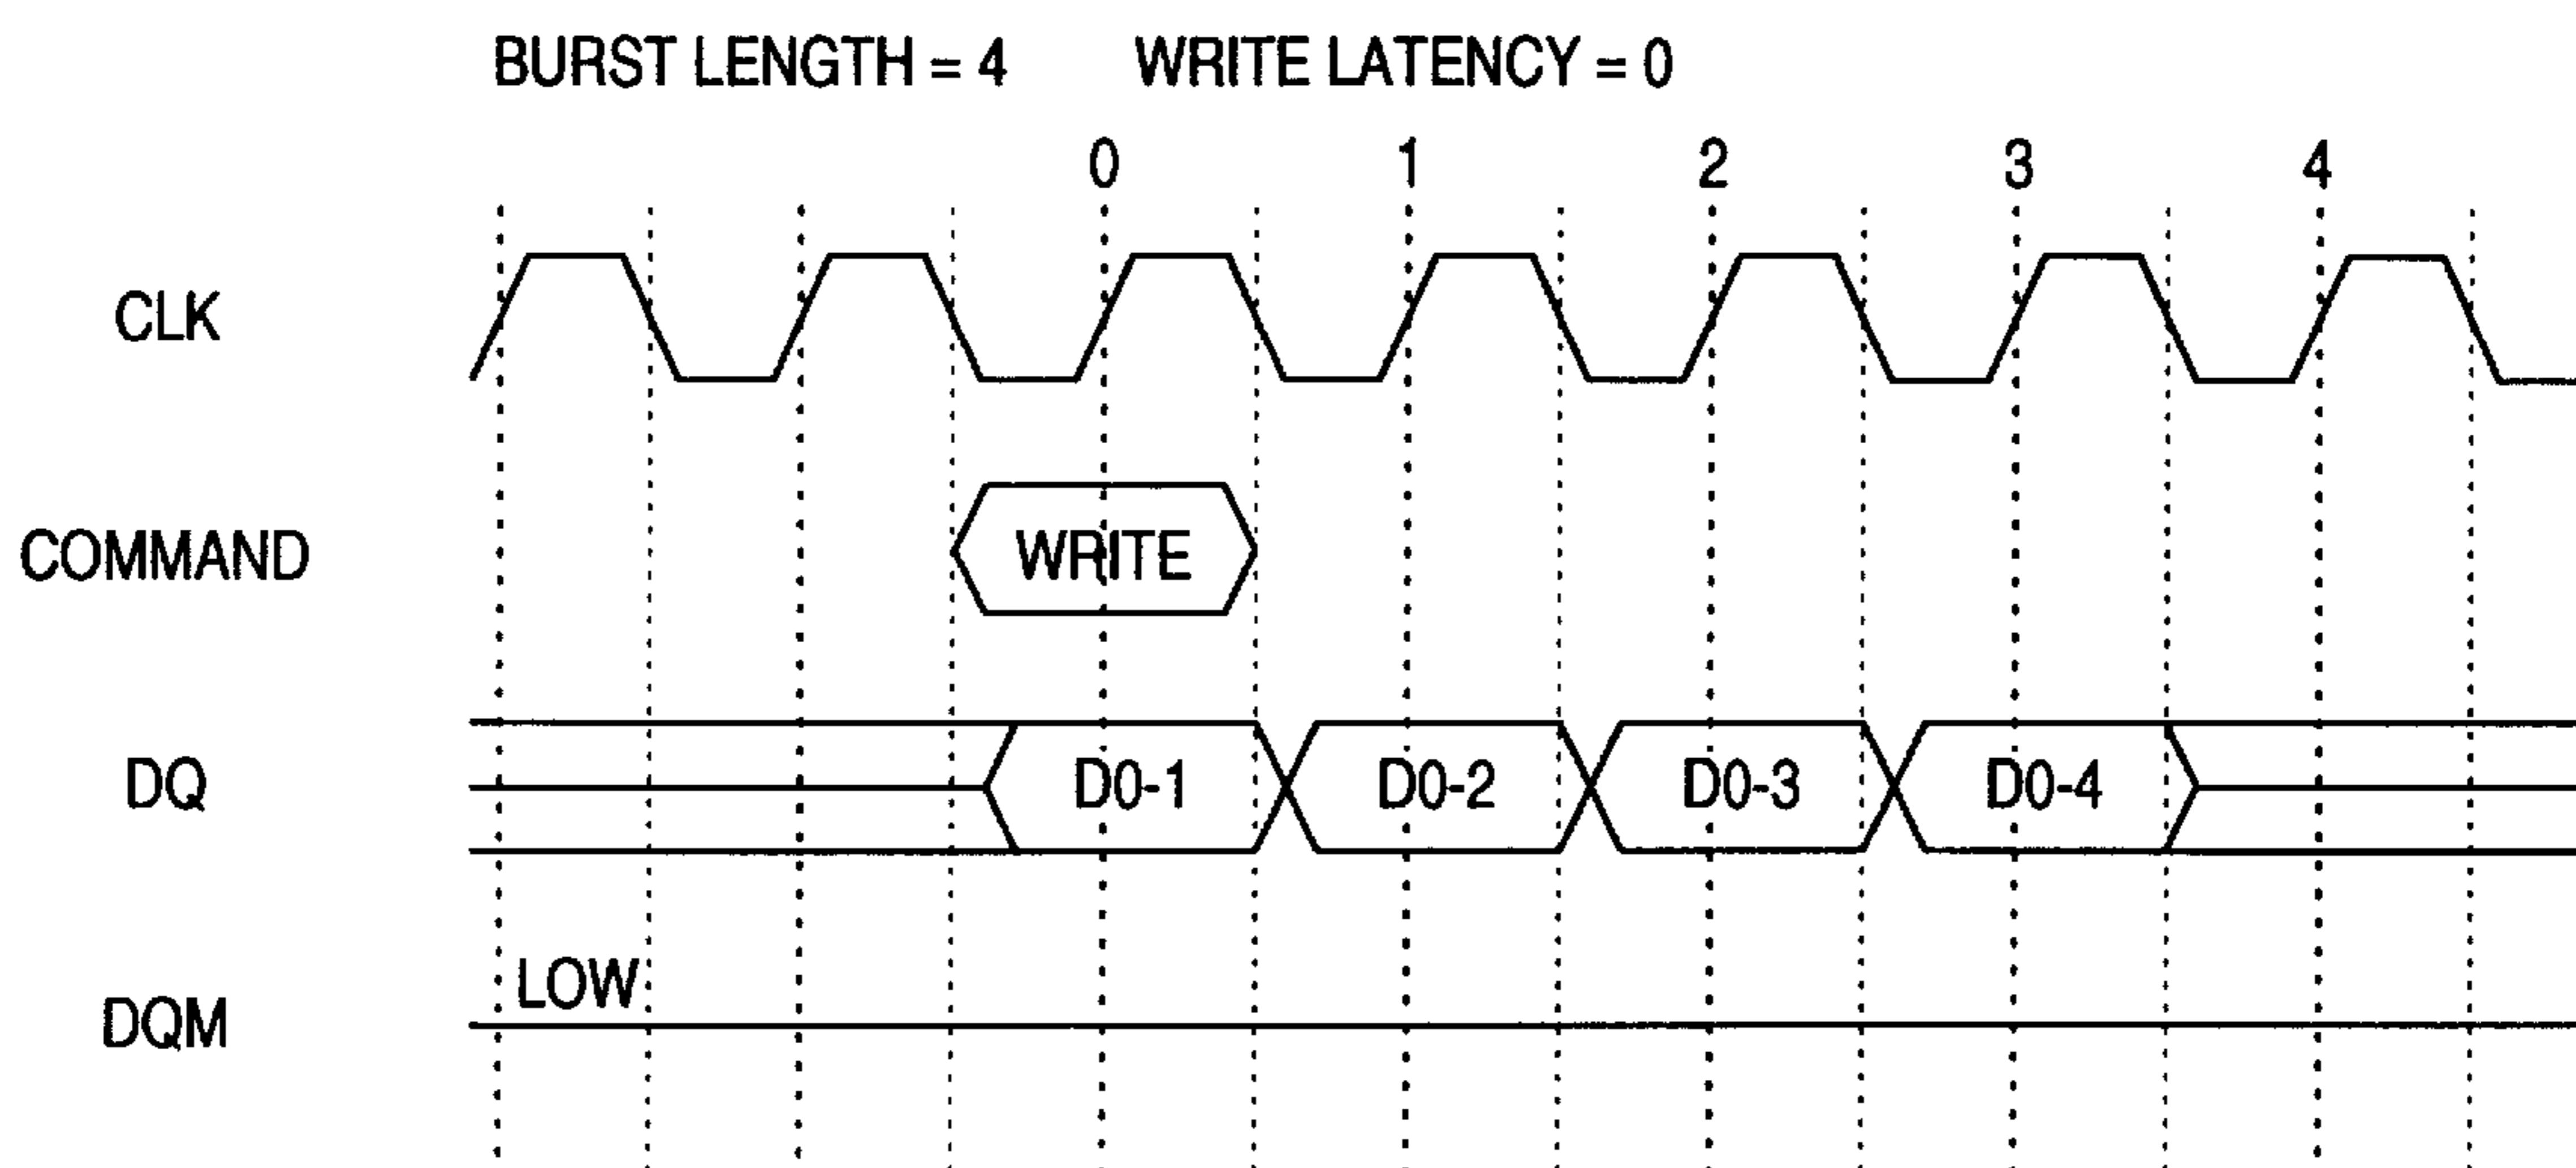 BURST LENGTH = 4 WRITE LATENCY = 0
0 1 2 3 4
CLK
COMMAND WRITE
DQ D0-1 D0-2 D0-3 D0-4
LOW
DQM